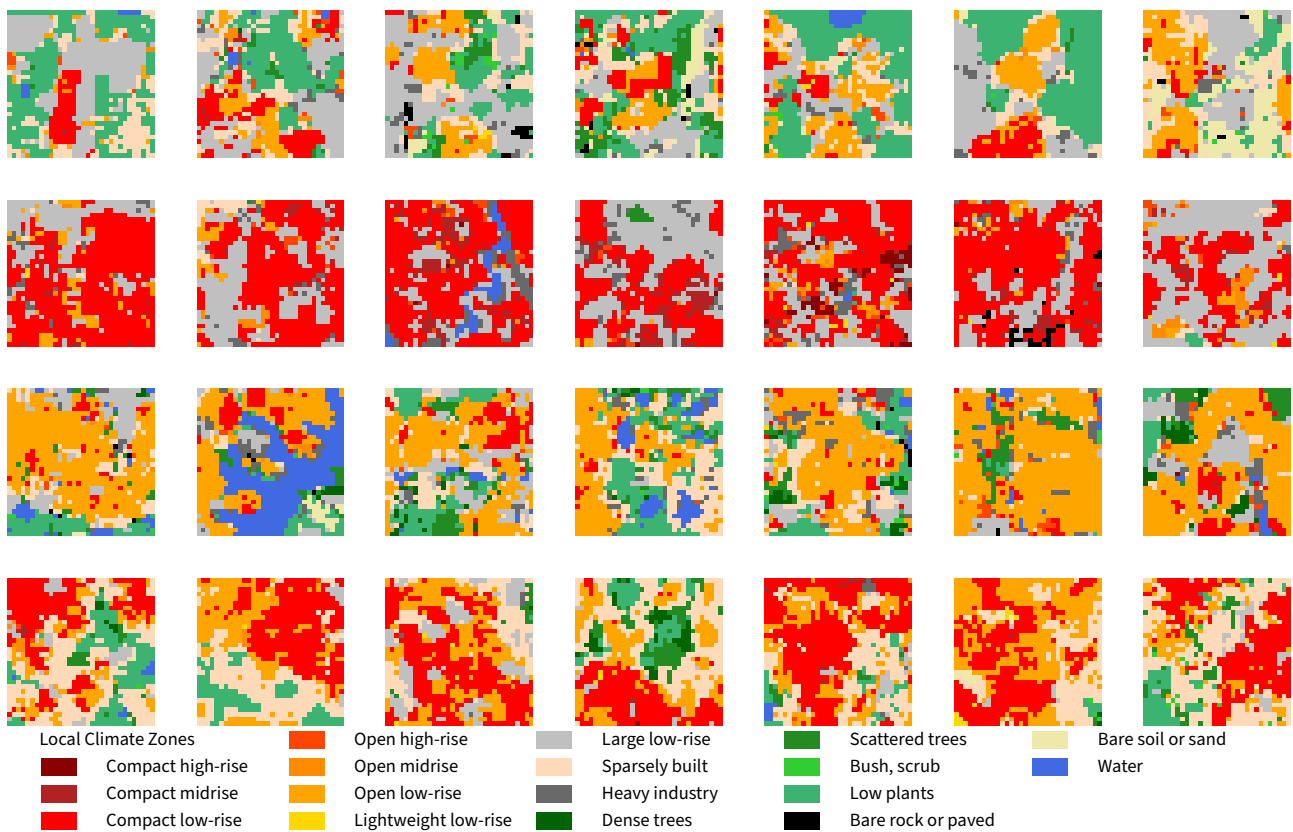 Local Climate Zones
Compact high-rise
Compact midrise
Compact low-rise
Open high-rise
Open midrise
Open low-rise
Lightweight low-rise
Large low-rise
Sparsely built
Heavy industry
Dense trees
Scattered trees
Bush, scrub
Low plants
Bare rock or paved
Bare soil or sand
Water